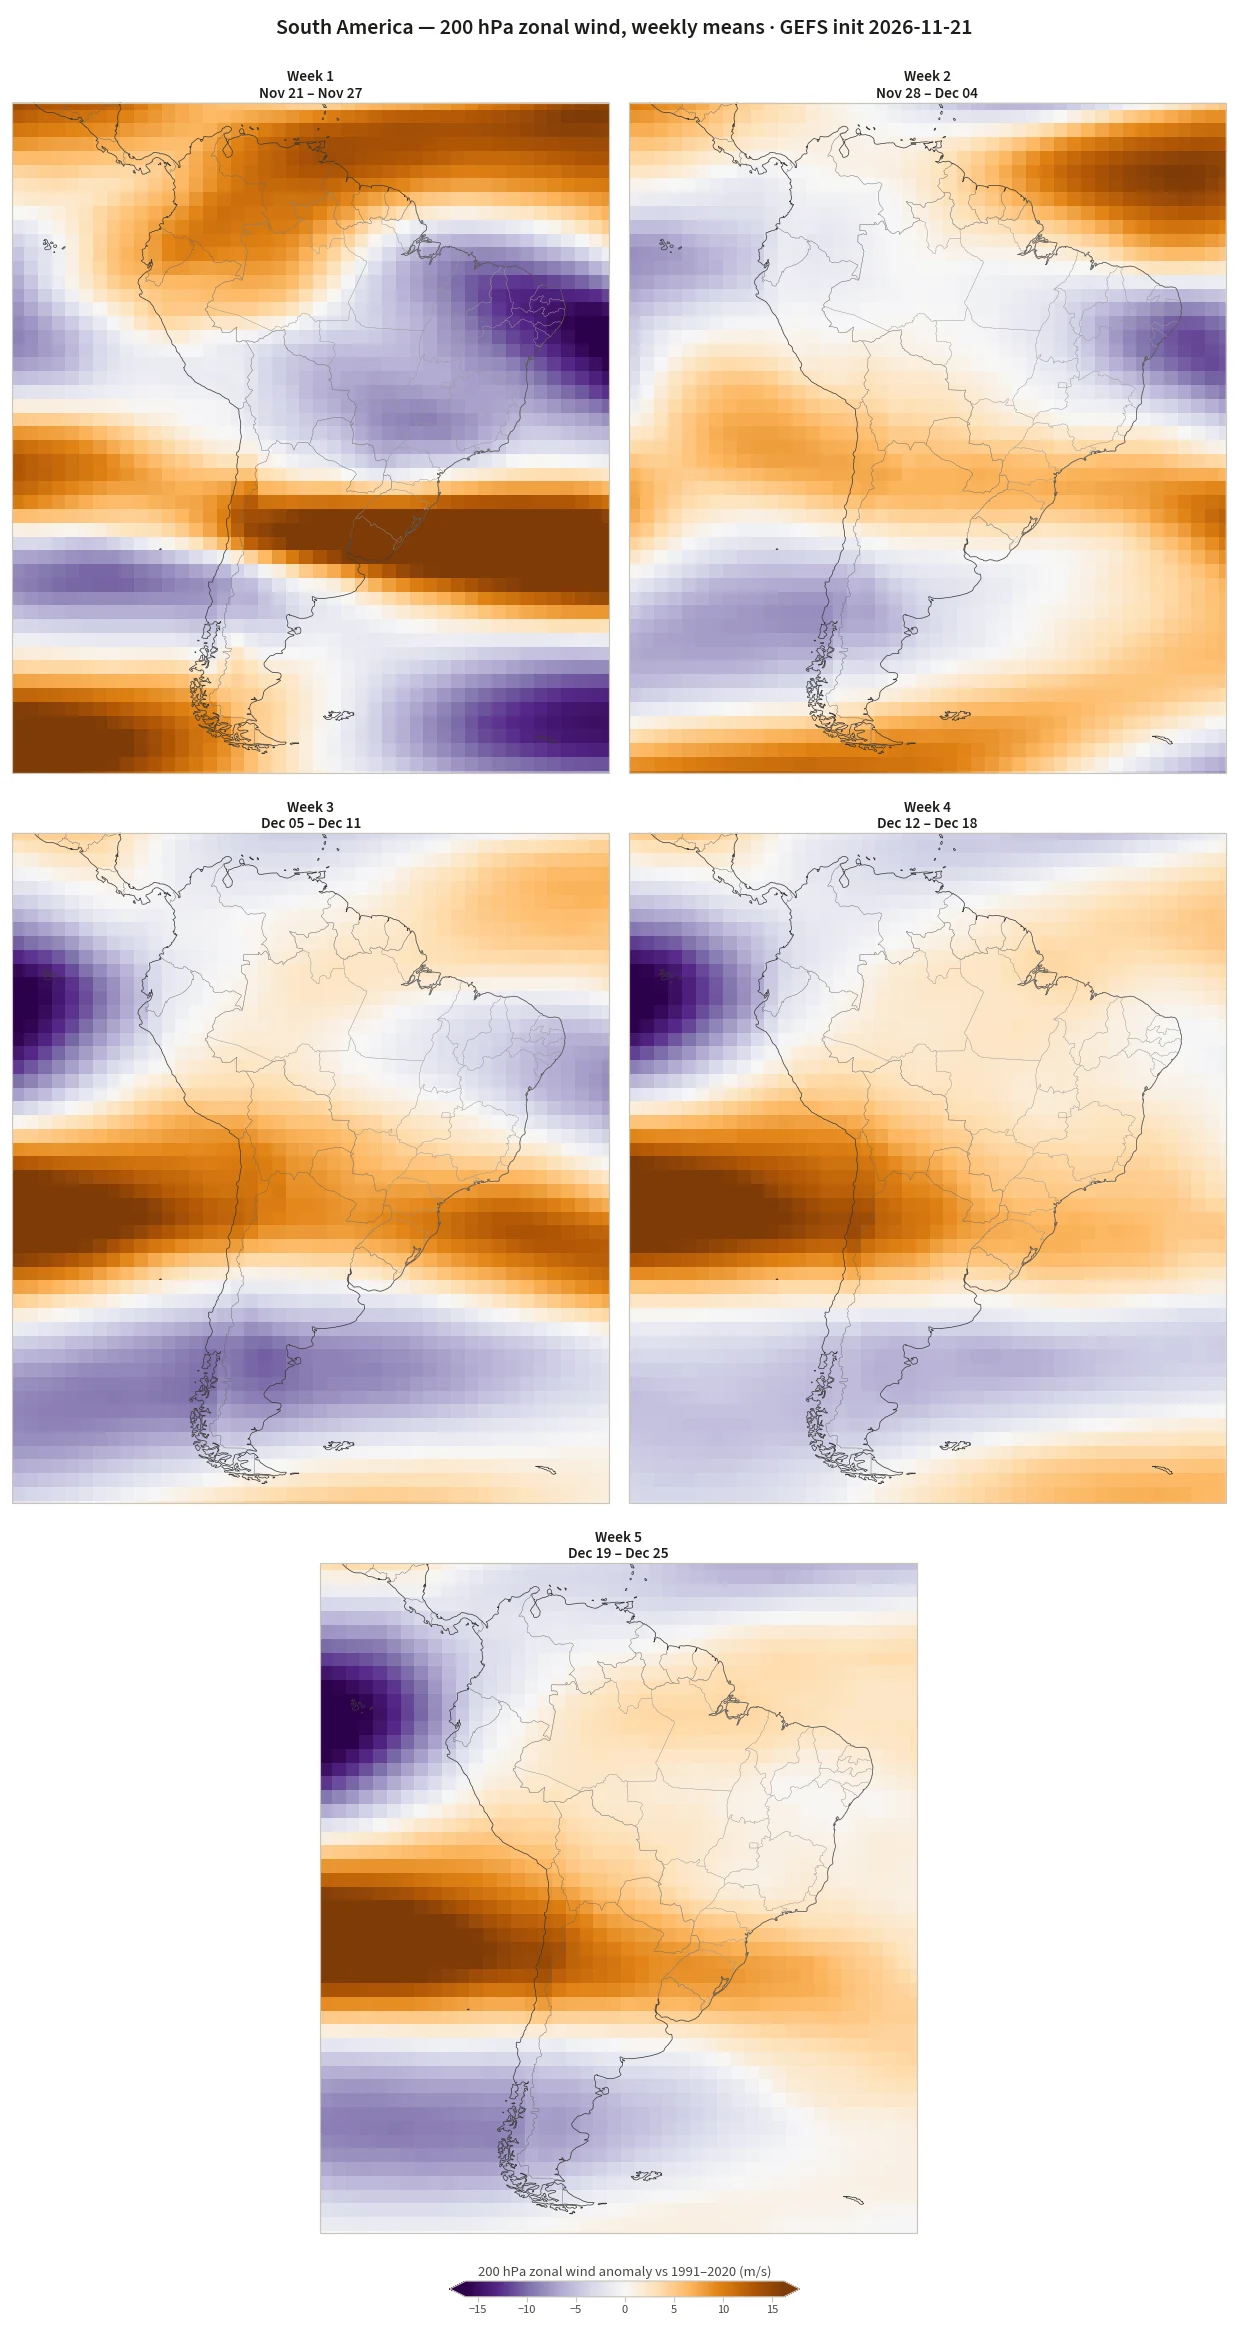 South America — 200 hPa zonal wind, weekly means · GEFS init 2026-11-21
Week 1
Nov 21 – Nov 27
Week 2
Nov 28 – Dec 04
Week 3
Dec 05 – Dec 11
Week 4
Dec 12 – Dec 18
Week 5
Dec 19 – Dec 25
200 hPa zonal wind anomaly vs 1991–2020 (m/s)
−15 −10 −5 0 5 10 15